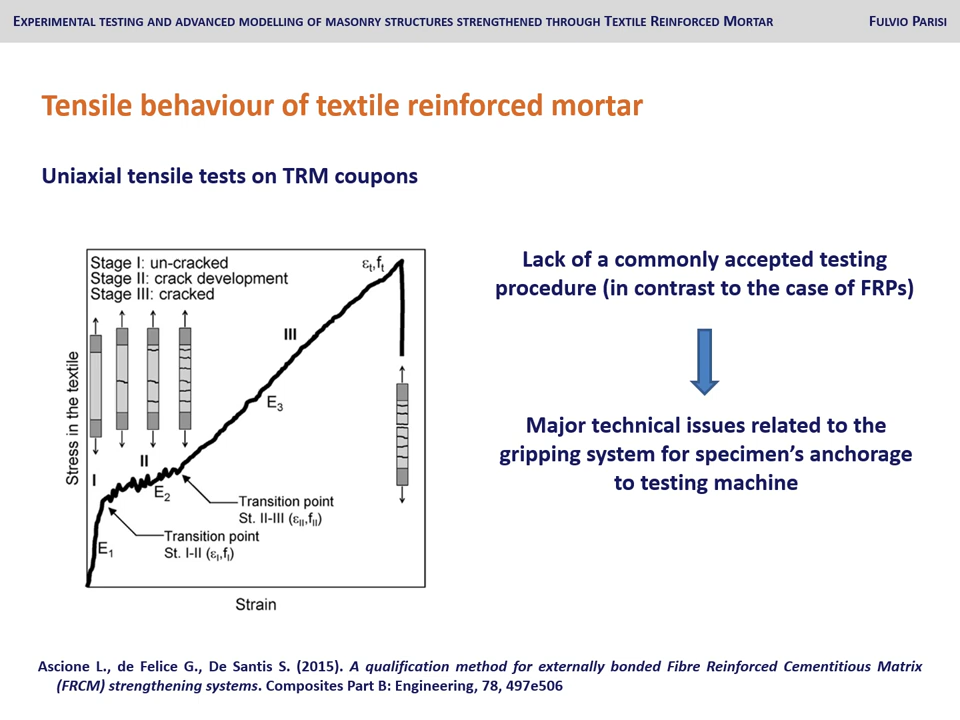 EXPERIMENTAL TESTING AND ADVANCED MODELLING OF MASONRY STRUCTURES STRENGTHENED THROUGH TEXTILE REINFORCED MORTAR
FULVIO PARISI
Tensile behaviour of textile reinforced mortar
Uniaxial tensile tests on TRM coupons
Stage I: un-cracked
Stage II: crack development
Stage III: cracked
εt,ft
III
E3
Stress in the textile
I
II
E2
Transition point
St. II-III (εII,fII)
Transition point
St. I-II (εI,fI)
E1
Strain
Lack of a commonly accepted testing
procedure (in contrast to the case of FRPs)
Major technical issues related to the
gripping system for specimen’s anchorage
to testing machine
Ascione L., de Felice G., De Santis S. (2015). A qualification method for externally bonded Fibre Reinforced Cementitious Matrix
(FRCM) strengthening systems. Composites Part B: Engineering, 78, 497e506